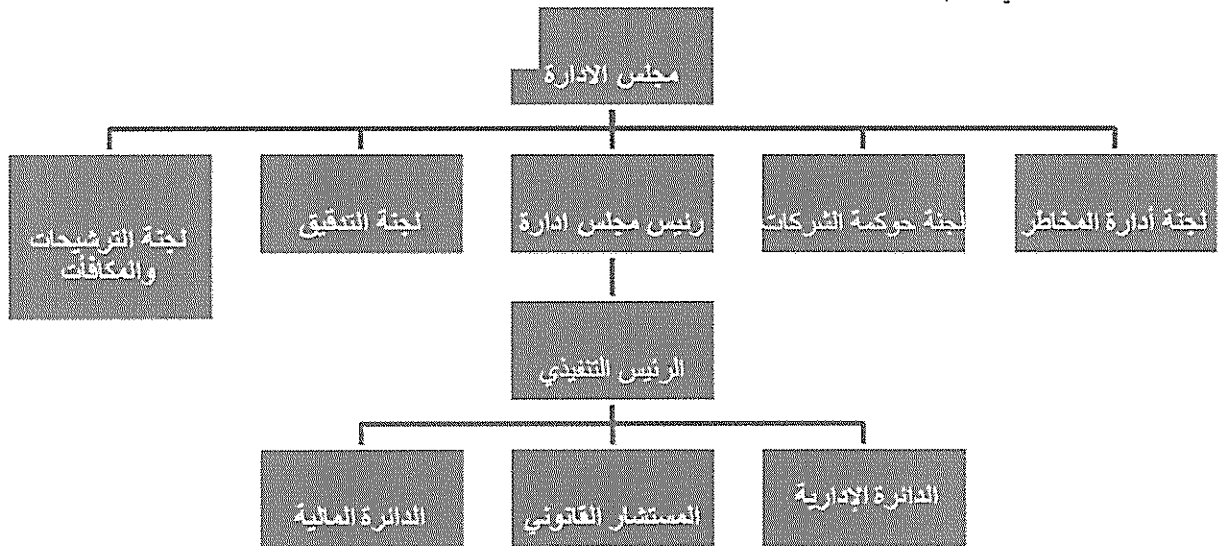 مجلس الادارة
لجنة أدارة المخاطر
لجنة حوكمة الشركات
رئيس مجلس ادارة
لجنة التدقيق
لجنة الترشيحات
والمكافأت
الرئيس التنفيذي
الدائرة الإدارية
المستشار القانوني
الدائرة المالية